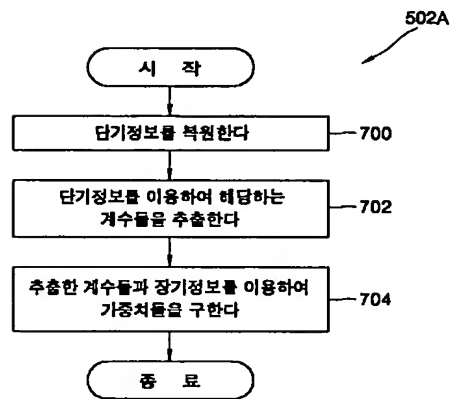 502A
시 작
단기정보를 복원한다
700
단기정보를 이용하여 해당하는
계수들을 추출한다
702
추출한 계수들과 장기정보를 이용하여
가중치들을 구한다
704
종 료